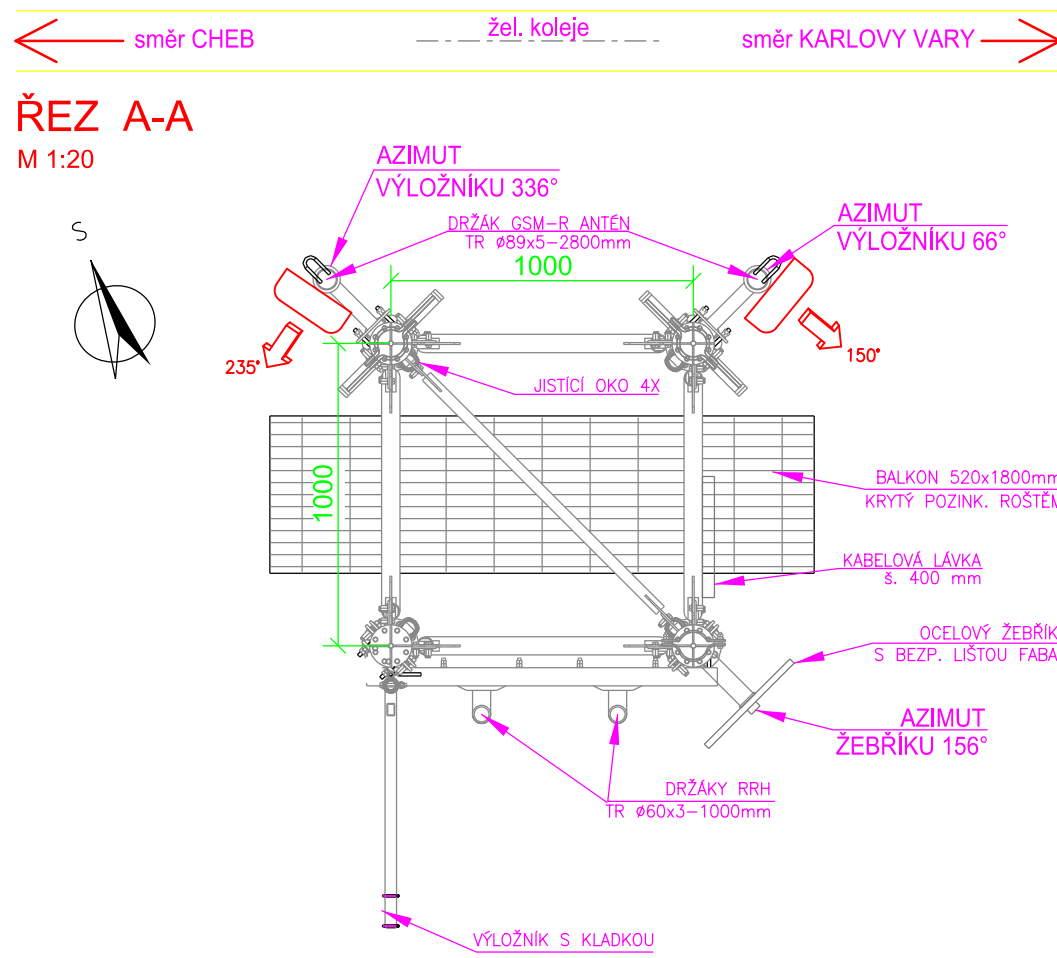 směr CHEB
žel. koleje
směr KARLOVY VARY
ŘEZ A-A
M 1:20
S
AZIMUT
VÝLOŽNÍKU 336°
DRŽÁK GSM-R ANTÉN
TR Ø89x5-2800mm
AZIMUT
VÝLOŽNÍKU 66°
1000
235°
150°
JISTÍCÍ OKO 4X
1000
BALKON 520x1800mm
KRYTÝ POZINK. ROŠTĚM
KABELOVÁ LÁVKA
š. 400 mm
OCELOVÝ ŽEBŘÍK
S BEZP. LIŠTOU FABA
AZIMUT
ŽEBŘÍKU 156°
DRŽÁKY RRH
TR Ø60x3-1000mm
VÝLOŽNÍK S KLADKOU